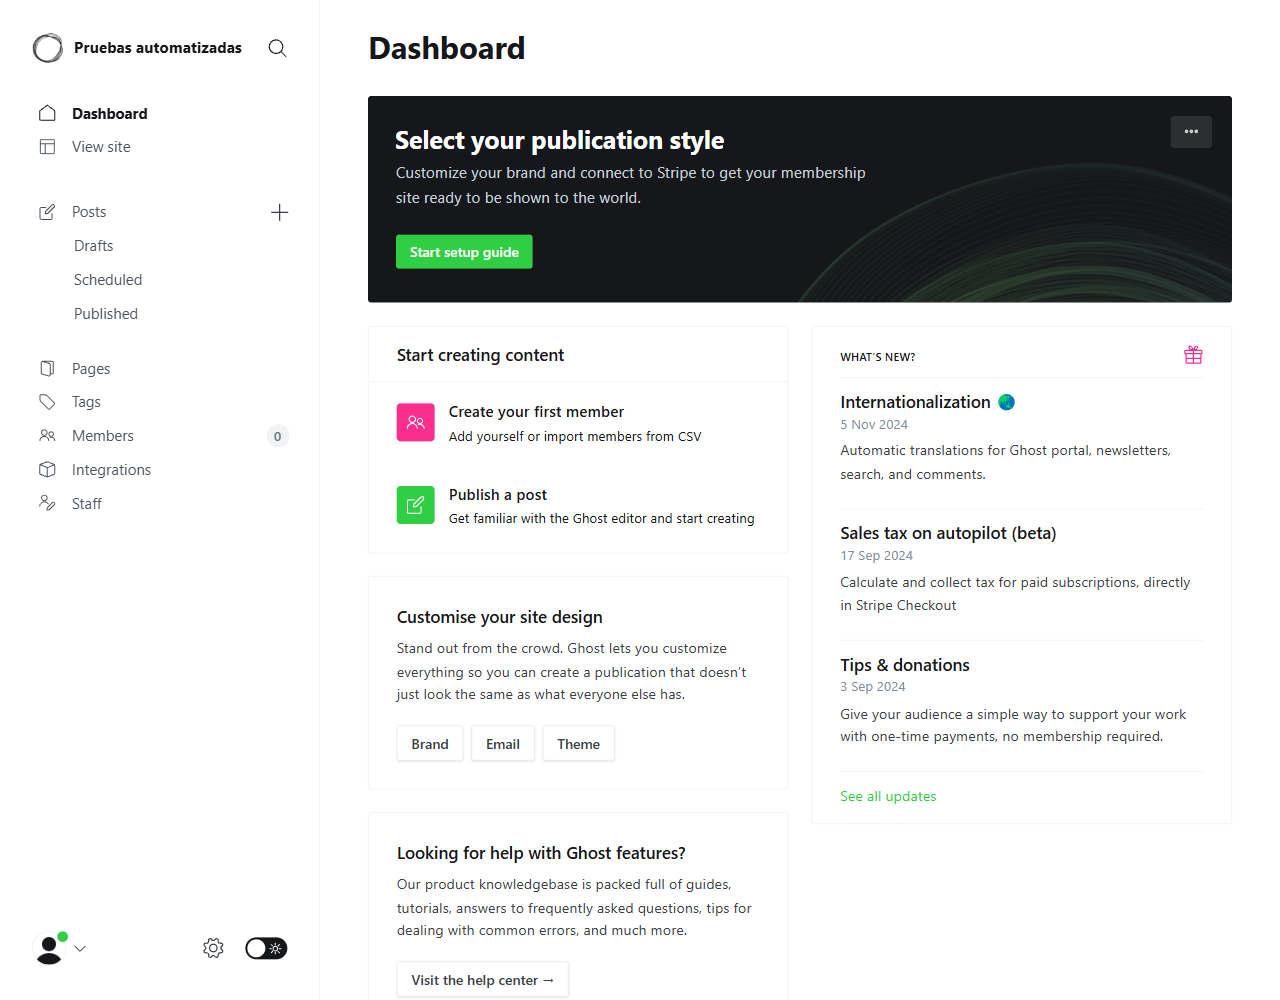 Pruebas automatizadas
Dashboard
View site
Posts
Drafts
Scheduled
Published
Pages
Tags
Members
0
Integrations
Staff
Dashboard
Select your publication style
Customize your brand and connect to Stripe to get your membership
site ready to be shown to the world.
Start setup guide
Start creating content
Create your first member
Add yourself or import members from CSV
Publish a post
Get familiar with the Ghost editor and start creating
Customise your site design
Stand out from the crowd. Ghost lets you customize
everything so you can create a publication that doesn't
just look the same as what everyone else has.
Brand
Email
Theme
Looking for help with Ghost features?
Our product knowledgebase is packed full of guides,
tutorials, answers to frequently asked questions, tips for
dealing with common errors, and much more.
Visit the help center →
WHAT'S NEW?
Internationalization 🌏
5 Nov 2024
Automatic translations for Ghost portal, newsletters,
search, and comments.
Sales tax on autopilot (beta)
17 Sep 2024
Calculate and collect tax for paid subscriptions, directly
in Stripe Checkout
Tips & donations
3 Sep 2024
Give your audience a simple way to support your work
with one-time payments, no membership required.
See all updates